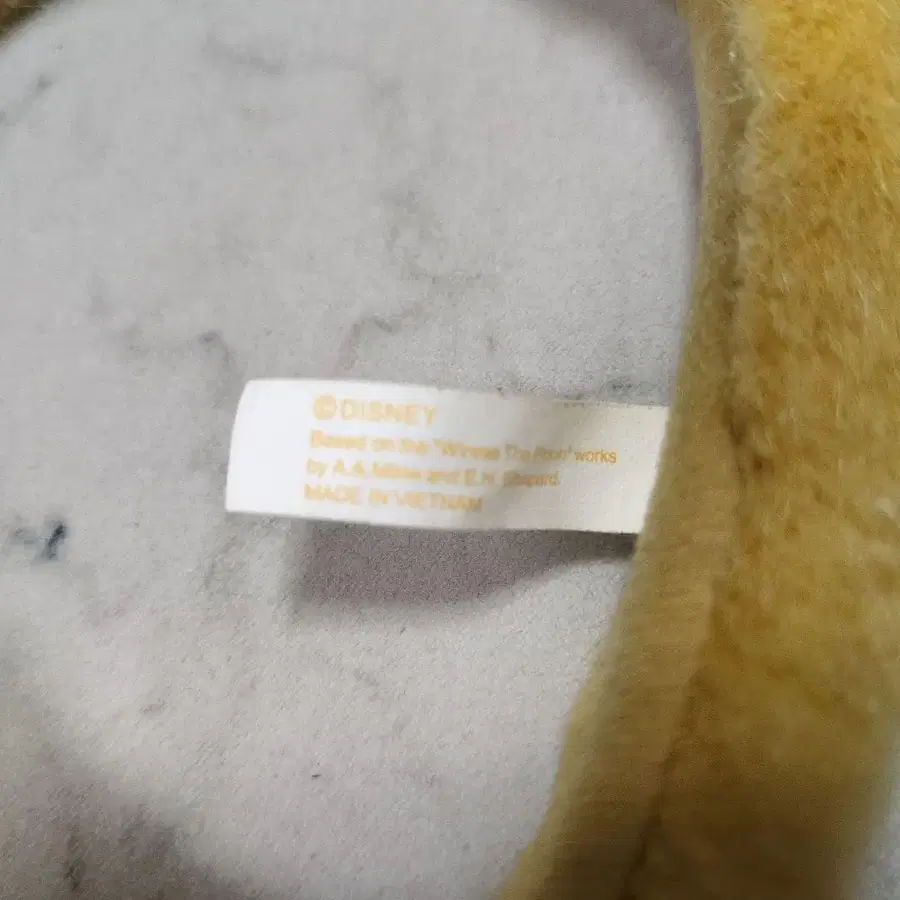 ©DISNEY
Based on the "Winnie The Pooh" works
by A.A. Milne and E.H. Shepard.
MADE IN VIETNAM